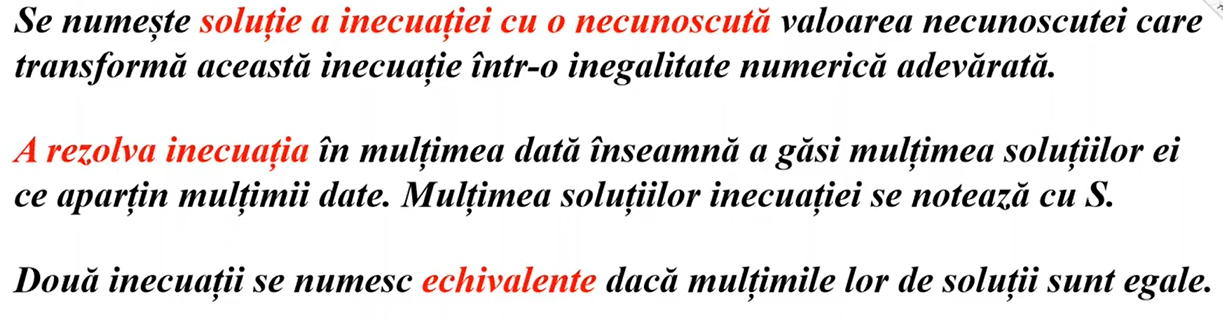 Se numește soluție a inecuației cu o necunoscută valoarea necunoscutei care
transformă această inecuație într-o inegalitate numerică adevărată.
A rezolva inecuația în mulțimea dată înseamnă a găsi mulțimea soluțiilor ei
ce aparțin mulțimii date. Mulțimea soluțiilor inecuației se notează cu S.
Două inecuații se numesc echivalente dacă mulțimile lor de soluții sunt egale.